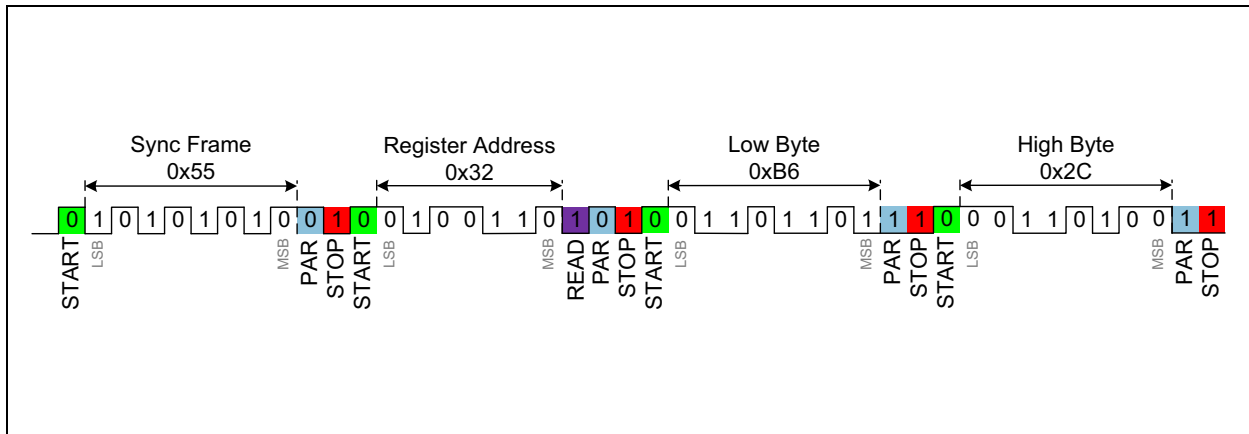 Sync Frame
0x55
Register Address
0x32
Low Byte
0xB6
High Byte
0x2C
0 1 0 1 0 1 0 1 0 0 1 0 0 1 0 0 1 1 0 1 0 1 0 0 1 1 0 1 1 0 1 1 1 0 0 0 1 1 0 1 0 0 1 1
START
LSB
MSB
PAR
STOP
START
LSB
MSB
READ
PAR
STOP
START
LSB
MSB
PAR
STOP
START
LSB
MSB
PAR
STOP